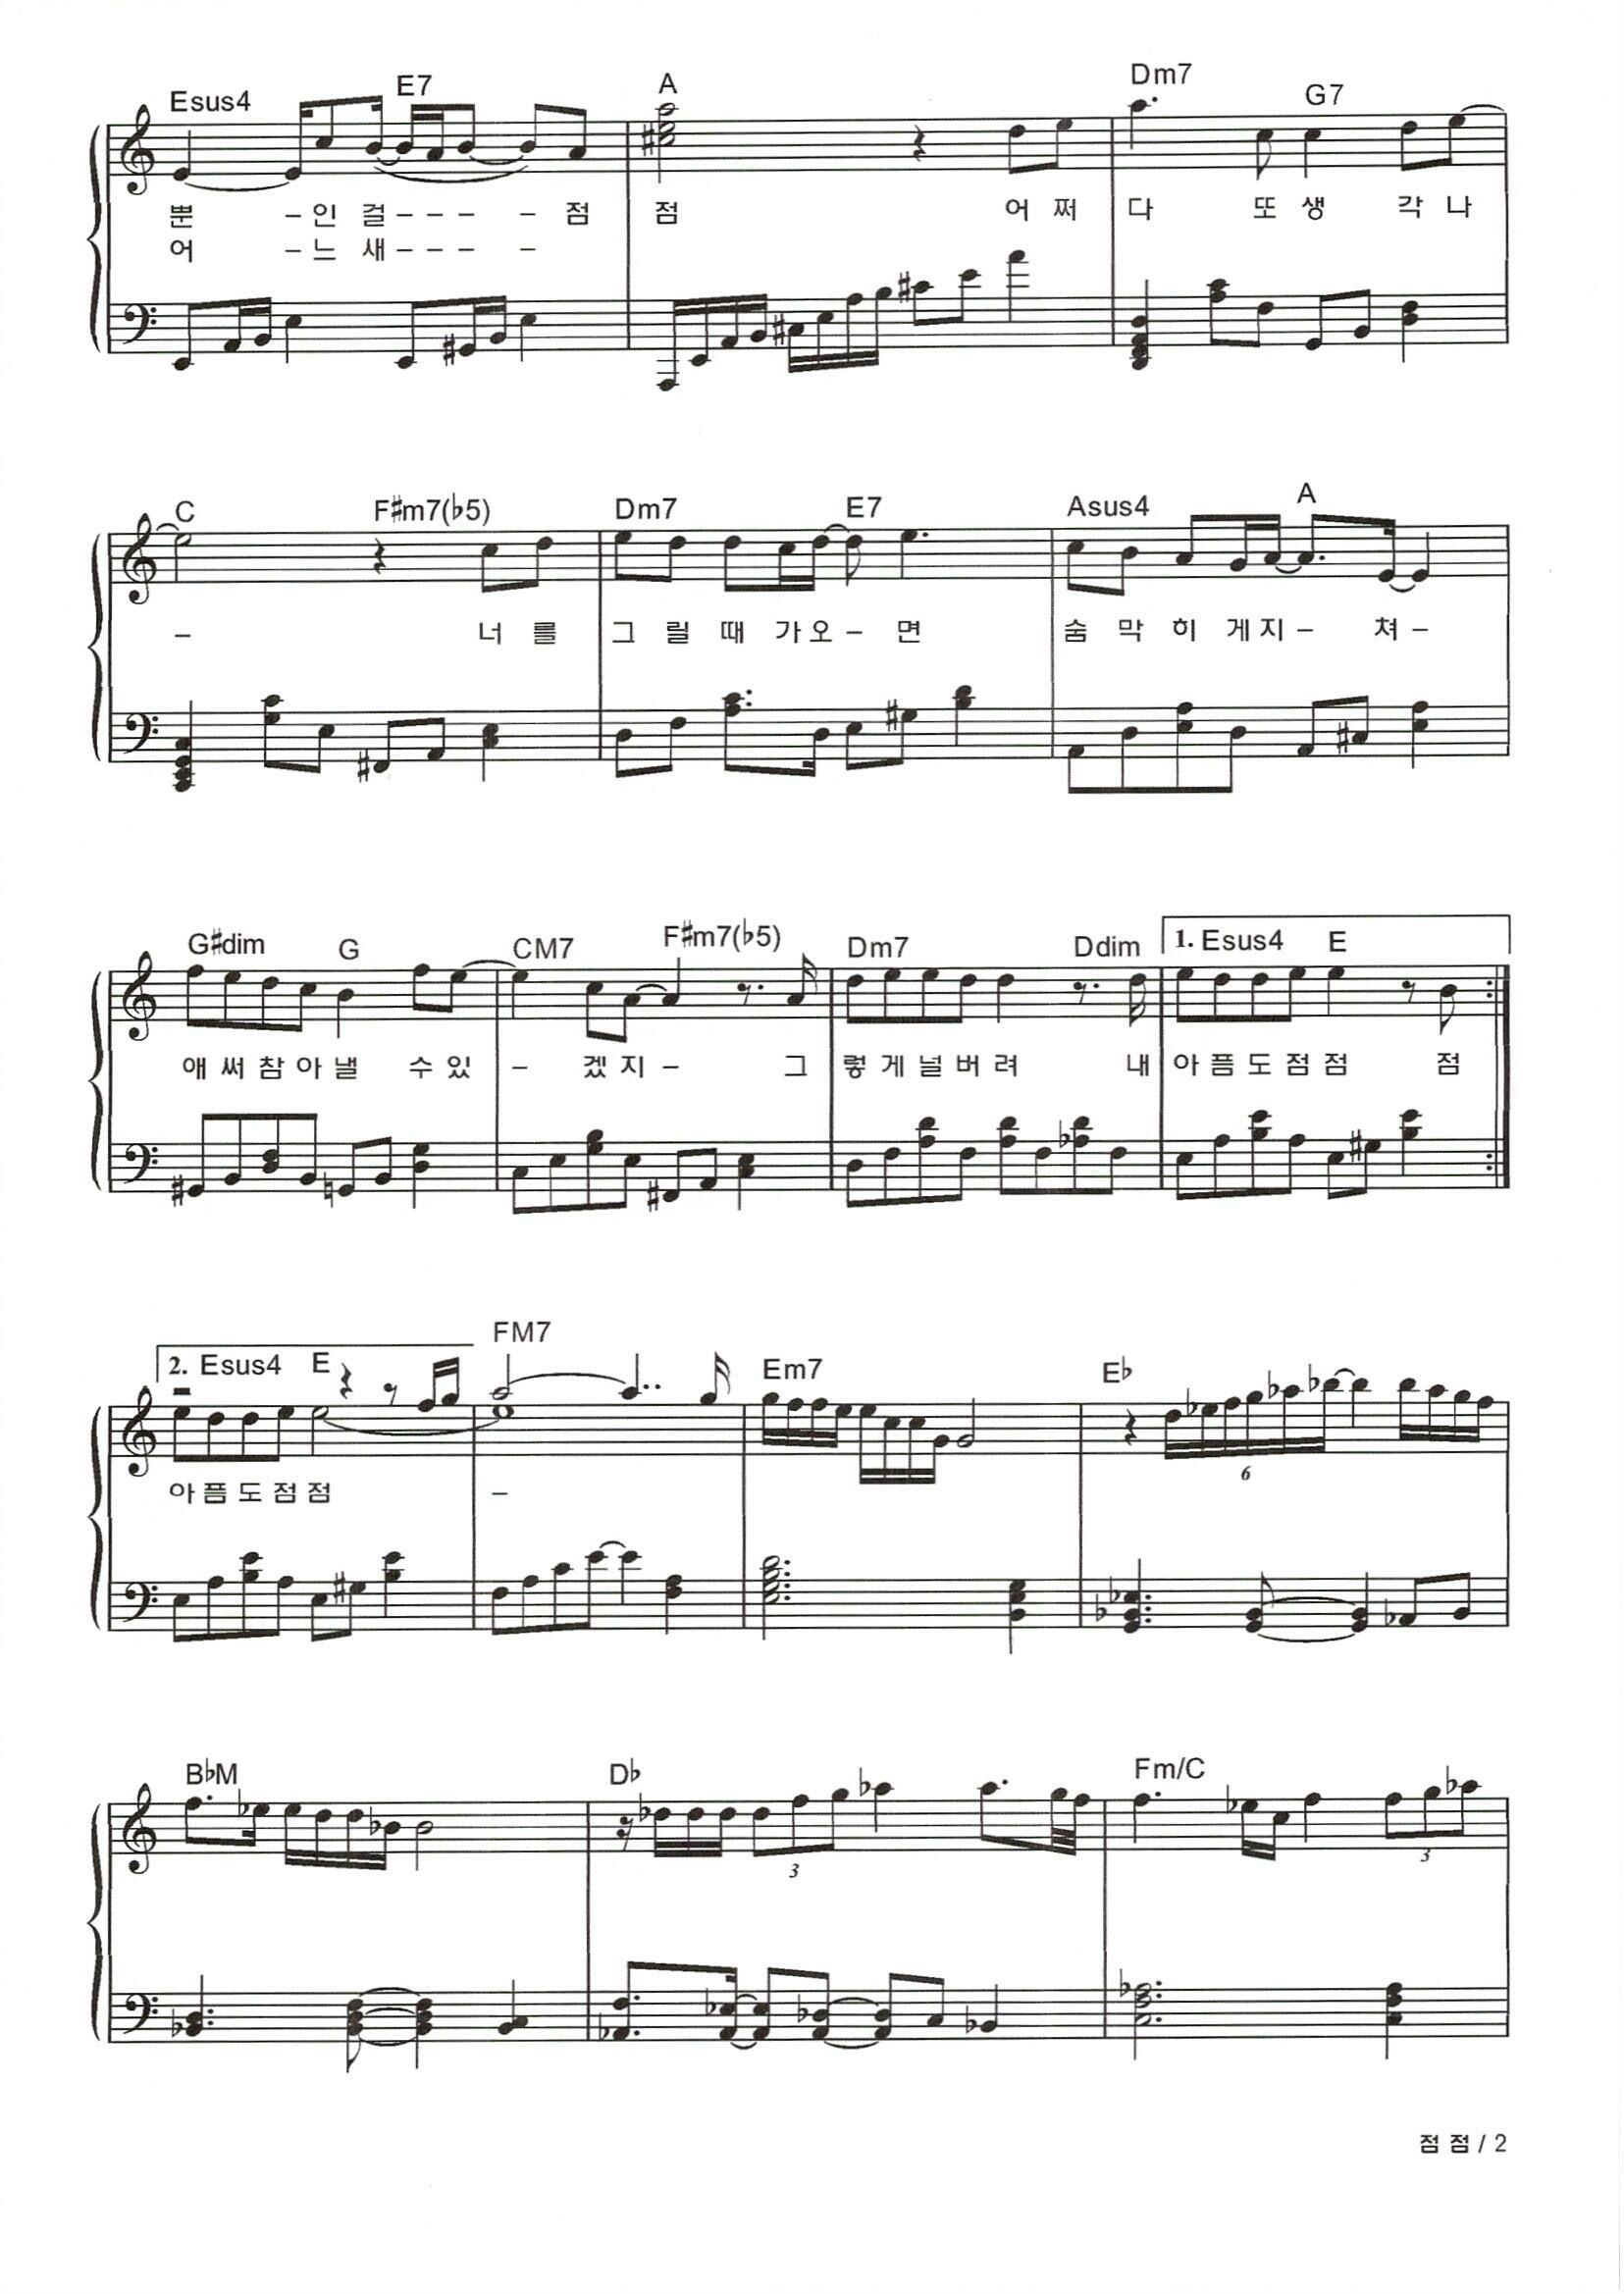 Esus4 E7 A Dm7 G7
뿐 - 인 걸 - - - - 점 점 어 쩌 다 또 생 각 나
어 - 느 새 - - - -
C F#m7(♭5) Dm7 E7 Asus4 A
- 너 를 그 릴 때 가 오 - 면 숨 막 히 게 지 - 쳐 -
G#dim G CM7 F#m7(♭5) Dm7 Ddim 1. Esus4 E
애 써 참 아 낼 수 있 - 겠 지 - 그 렇 게 널 버 려 내 아 픔 도 점 점 점
2. Esus4 E FM7 Em7 E♭
6
아 픔 도 점 점 -
B♭M D♭ Fm/C
3 3
점 점 / 2